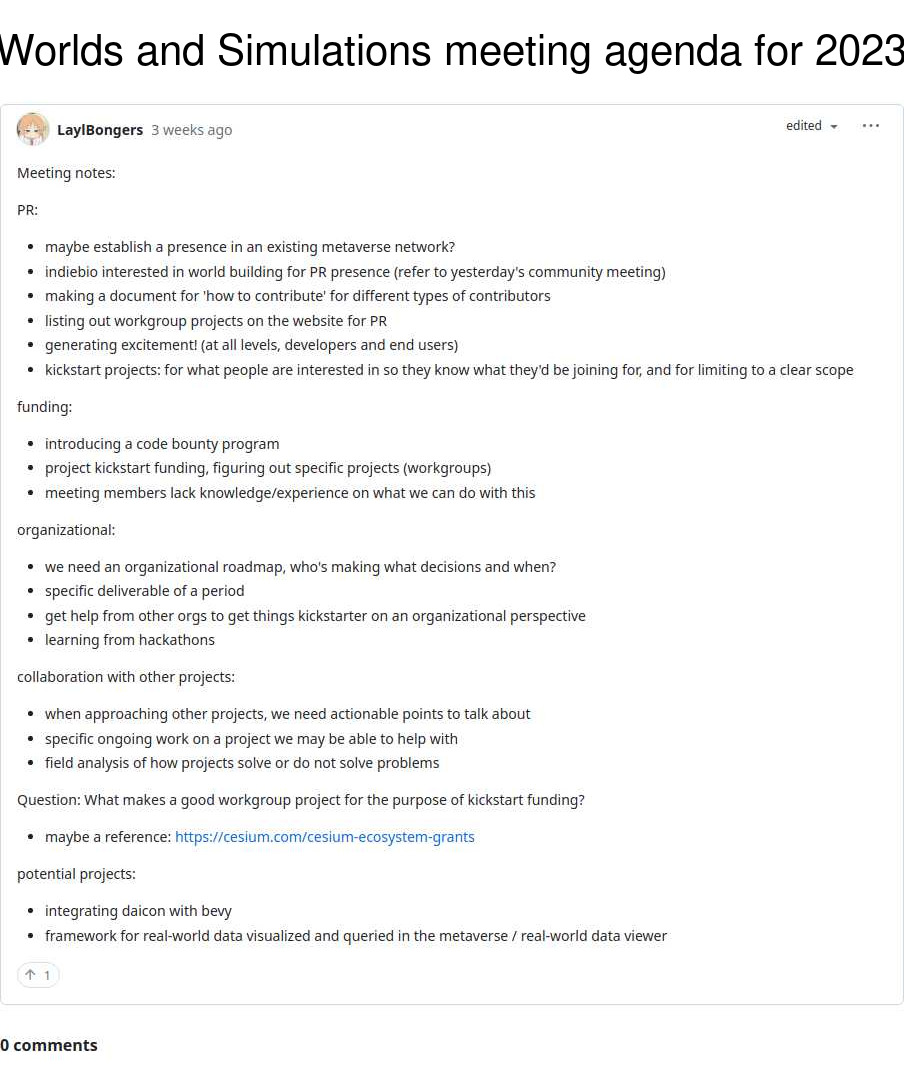 Worlds and Simulations meeting agenda for 2023
LaylBongers 3 weeks ago
edited
Meeting notes:
PR:
• maybe establish a presence in an existing metaverse network?
• indiebio interested in world building for PR presence (refer to yesterday's community meeting)
• making a document for 'how to contribute' for different types of contributors
• listing out workgroup projects on the website for PR
• generating excitement! (at all levels, developers and end users)
• kickstart projects: for what people are interested in so they know what they'd be joining for, and for limiting to a clear scope
funding:
• introducing a code bounty program
• project kickstart funding, figuring out specific projects (workgroups)
• meeting members lack knowledge/experience on what we can do with this
organizational:
• we need an organizational roadmap, who's making what decisions and when?
• specific deliverable of a period
• get help from other orgs to get things kickstarter on an organizational perspective
• learning from hackathons
collaboration with other projects:
• when approaching other projects, we need actionable points to talk about
• specific ongoing work on a project we may be able to help with
• field analysis of how projects solve or do not solve problems
Question: What makes a good workgroup project for the purpose of kickstart funding?
• maybe a reference: https://cesium.com/cesium-ecosystem-grants
potential projects:
• integrating daicon with bevy
• framework for real-world data visualized and queried in the metaverse / real-world data viewer
↑ 1
0 comments